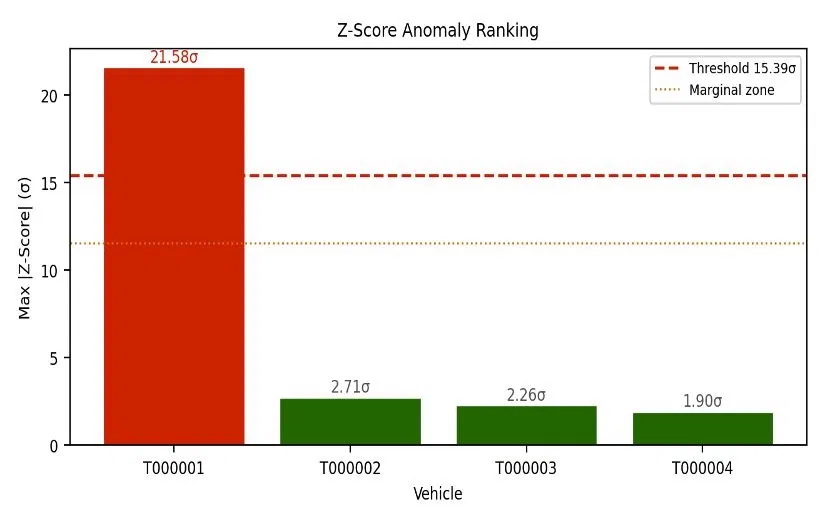 Z-Score Anomaly Ranking
21.58σ
Threshold 15.39σ
Marginal zone
20
15
10
5
0
Max |Z-Score| (σ)
2.71σ
2.26σ
1.90σ
T000001
T000002
T000003
T000004
Vehicle